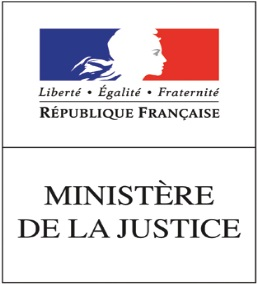 Liberté • Égalité • Fraternité
RÉPUBLIQUE FRANÇAISE
MINISTÈRE
DE LA JUSTICE